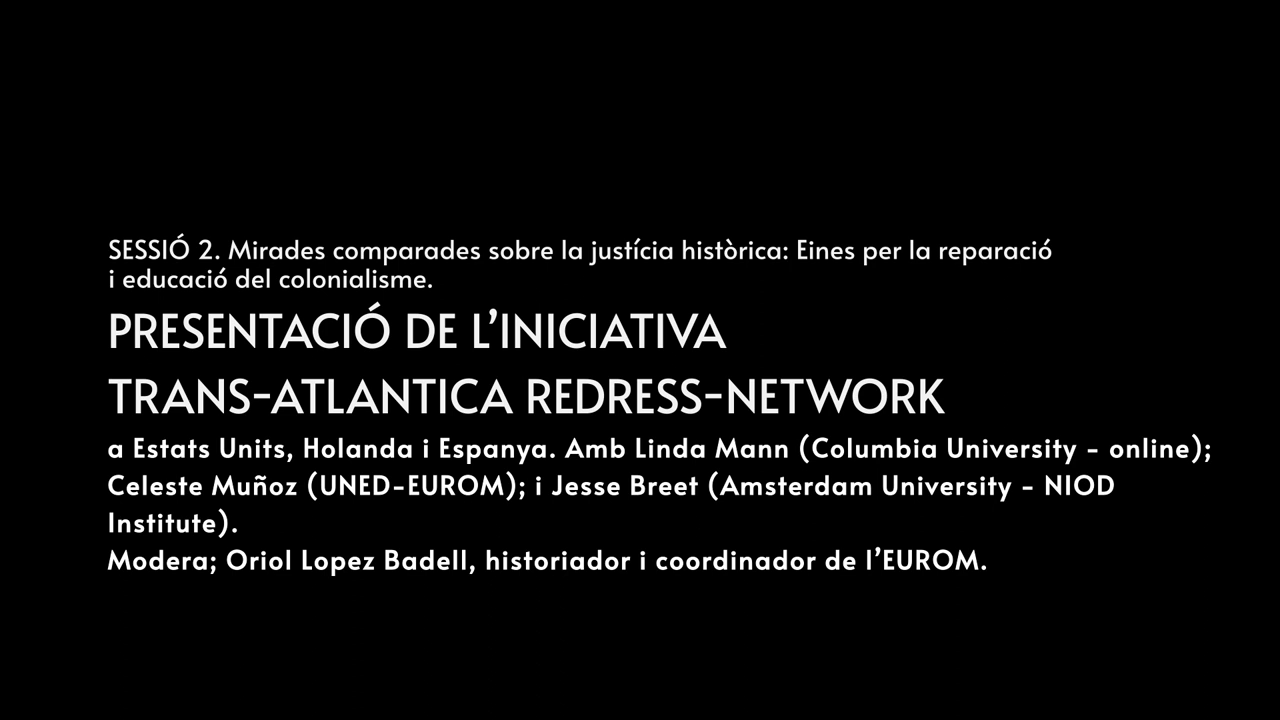 SESSIÓ 2. Mirades comparades sobre la justícia històrica: Eines per la reparació
i educació del colonialisme.
PRESENTACIÓ DE L’INICIATIVA
TRANS-ATLANTICA REDRESS-NETWORK
a Estats Units, Holanda i Espanya. Amb Linda Mann (Columbia University - online);
Celeste Muñoz (UNED-EUROM); i Jesse Breet (Amsterdam University - NIOD
Institute).
Modera; Oriol Lopez Badell, historiador i coordinador de l’EUROM.